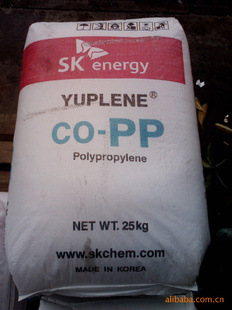 SK energy
YUPLENE®
CO-PP
Polypropylene
NET WT. 25kg
www.skchem.com
MADE IN KOREA
alibaba.com.cn